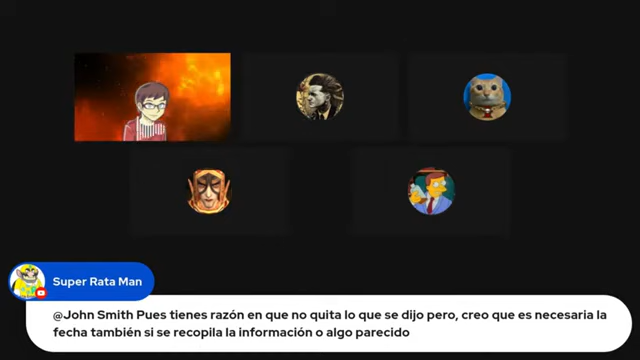 Super Rata Man
@John Smith Pues tienes razón en que no quita lo que se dijo pero, creo que es necesaria la
fecha también si se recopila la información o algo parecido